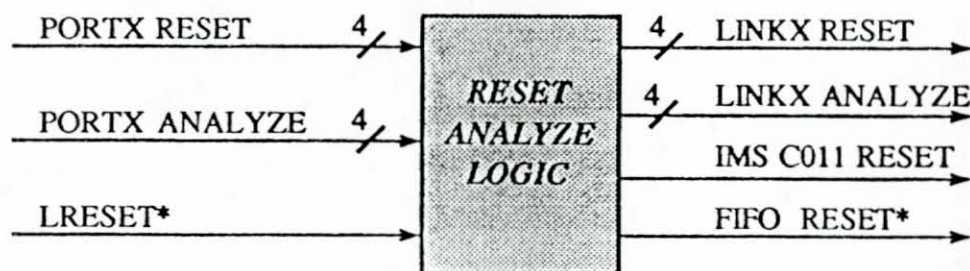 PORTX RESET
4
PORTX ANALYZE
4
LRESET*
RESET
ANALYZE
LOGIC
4
LINKX RESET
4
LINKX ANALYZE
IMS C011 RESET
FIFO RESET*